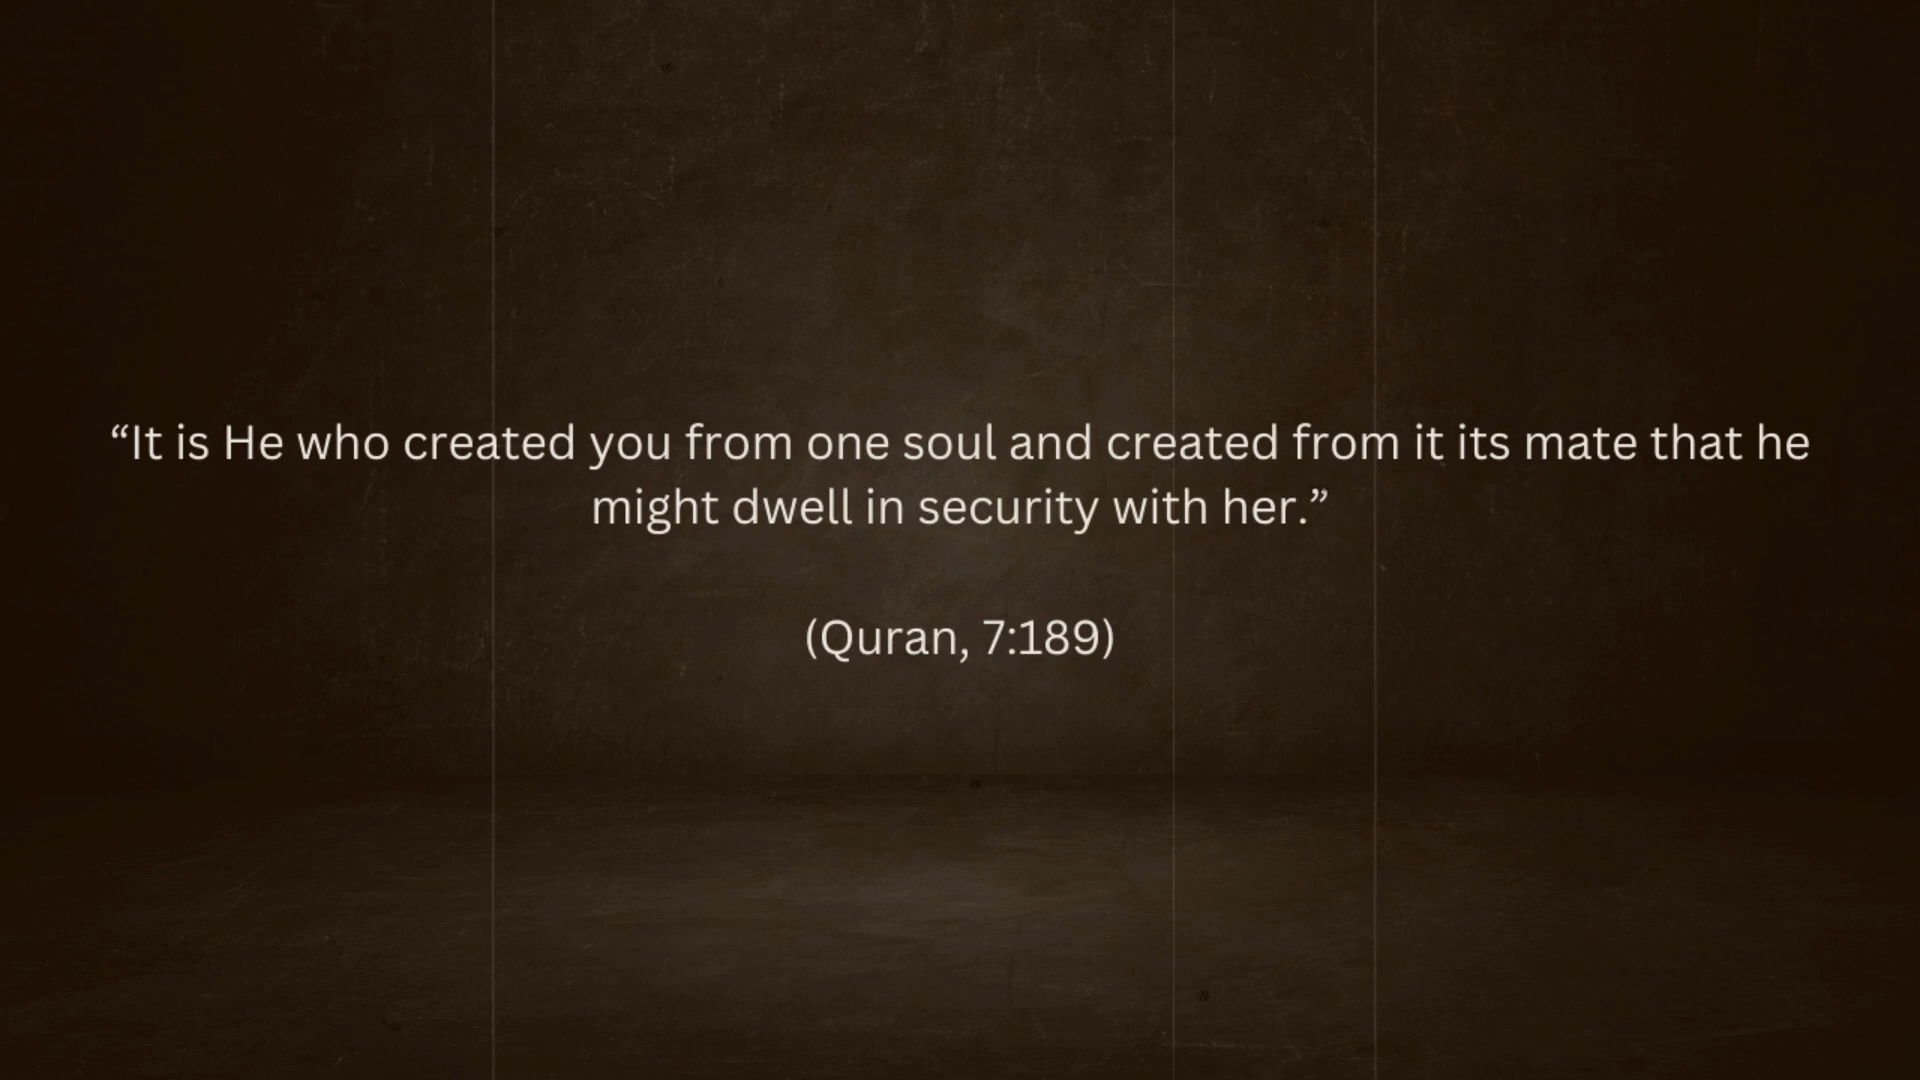 “It is He who created you from one soul and created from it its mate that he
might dwell in security with her.”
(Quran, 7:189)